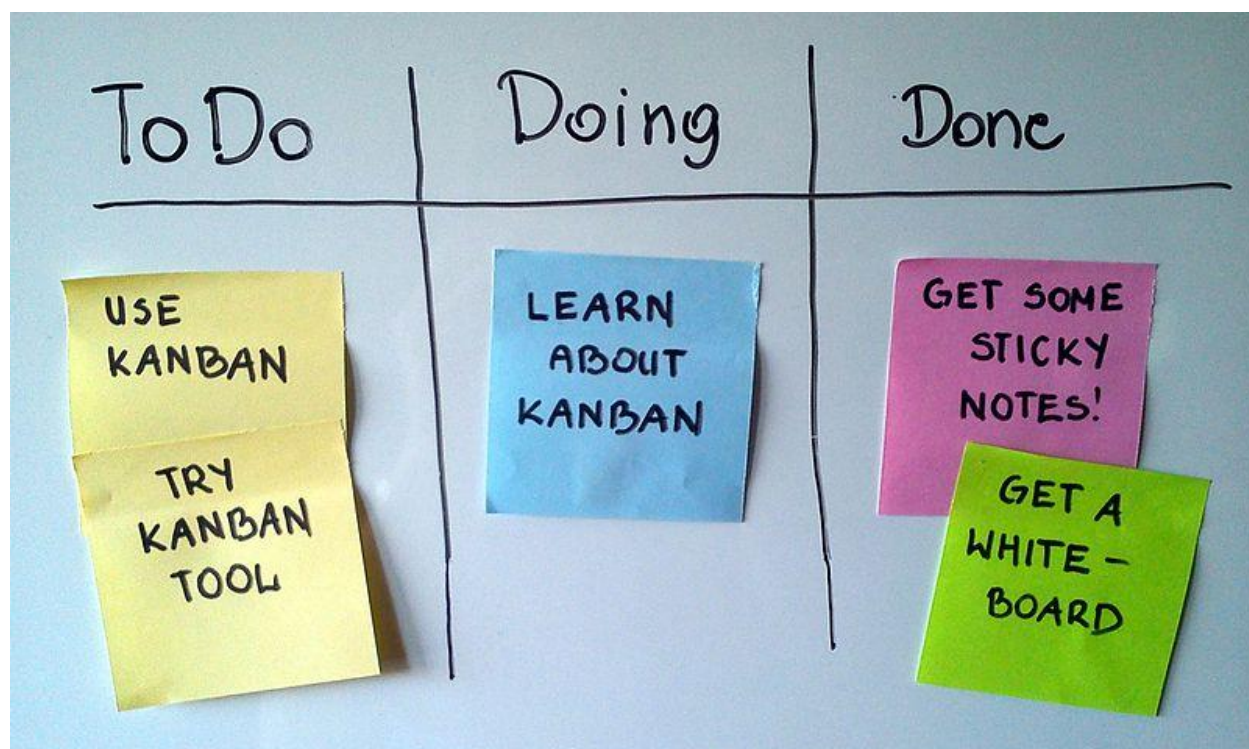 To Do
Doing
Done
USE
KANBAN
TRY
KANBAN
TOOL
LEARN
ABOUT
KANBAN
GET SOME
STICKY
NOTES!
GET A
WHITE -
BOARD